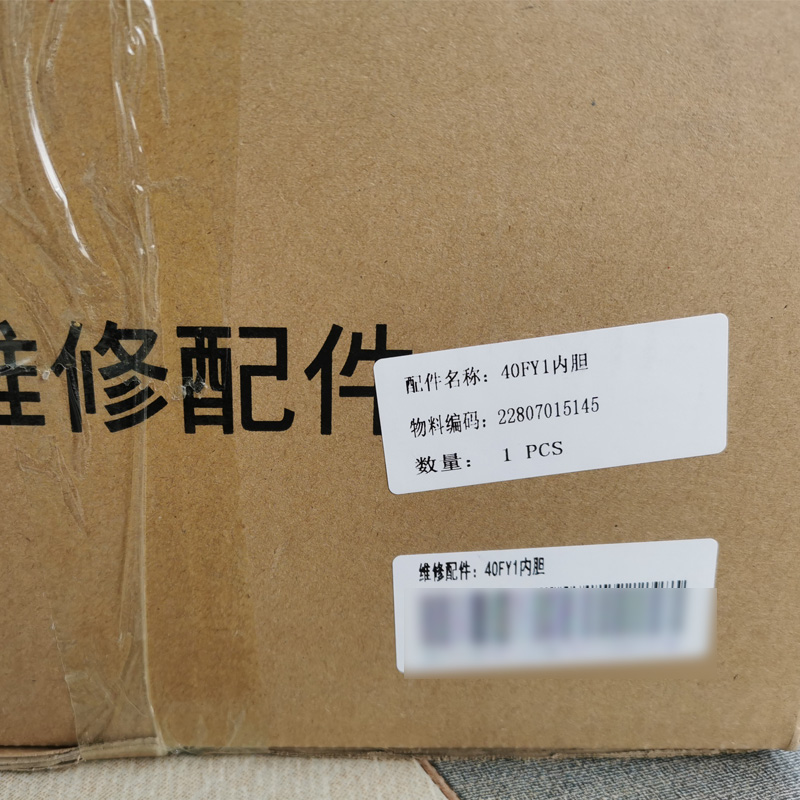 维修配件
配件名称：40FY1内胆
物料编码：22807015145
数量： 1 PCS
维修配件：40FY1内胆